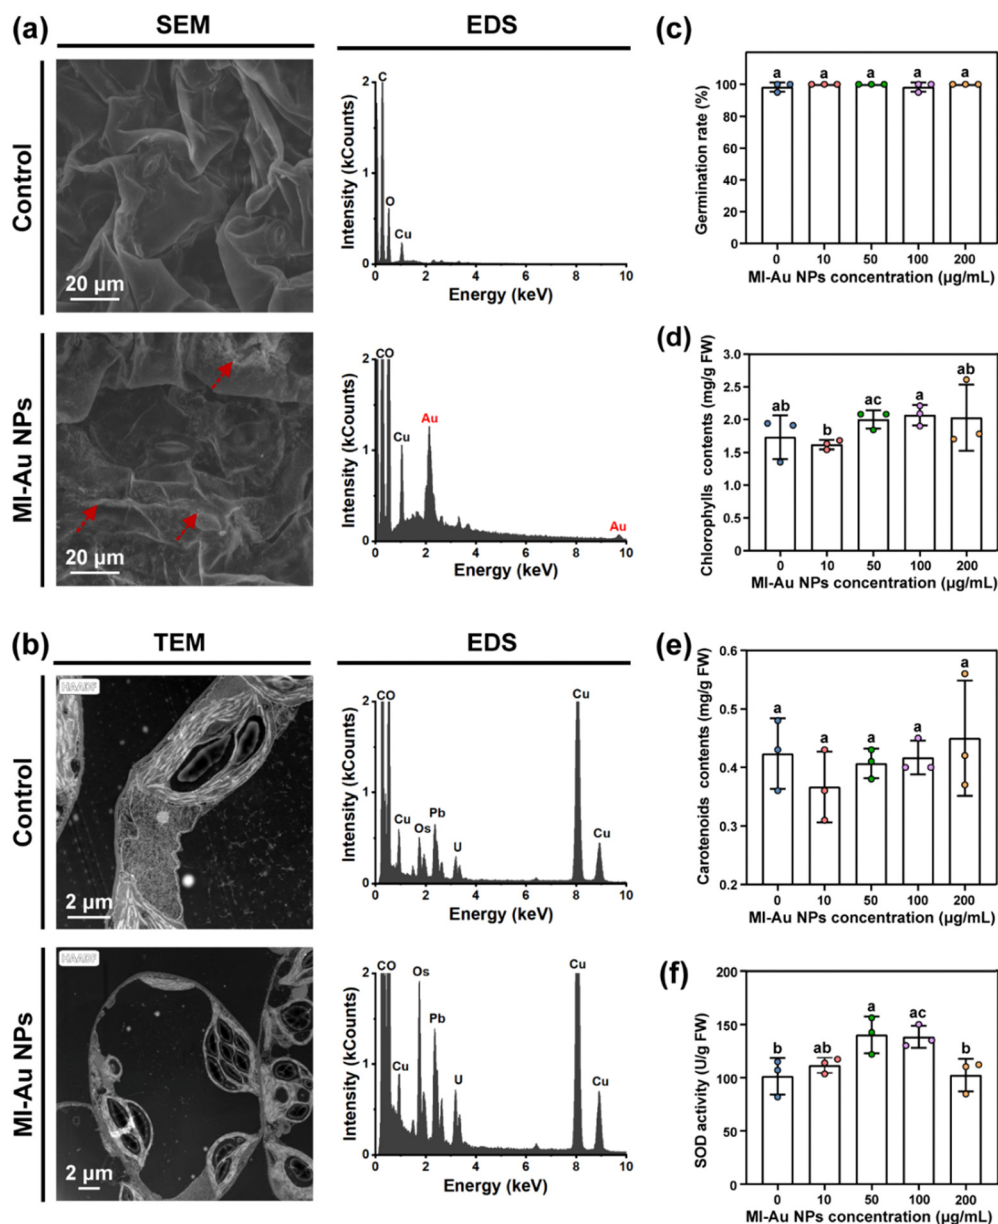 (a)
SEM
EDS
Control
20 μm
Intensity (kCounts)
2
1
0
C
O
Cu
0 2 4 6 8 10
Energy (keV)
MI-Au NPs
20 μm
Intensity (kCounts)
2
1
0
CO
Cu
Au
Au
0 2 4 6 8 10
Energy (keV)
(b)
TEM
EDS
Control
HAADF
2 μm
Intensity (kCounts)
2
1
0
CO
Cu
Os
Pb
U
Cu
Cu
0 2 4 6 8 10
Energy (keV)
MI-Au NPs
HAADF
2 μm
Intensity (kCounts)
2
1
0
CO
Cu
Os
Pb
U
Cu
Cu
0 2 4 6 8 10
Energy (keV)
(c)
Germination rate (%)
100
80
60
40
20
0
a a a a a
0 10 50 100 200
MI-Au NPs concentration (μg/mL)
(d)
Chlorophylls contents (mg/g FW)
3.0
2.5
2.0
1.5
1.0
0.5
0
ab b ac a ab
0 10 50 100 200
MI-Au NPs concentration (μg/mL)
(e)
Carotenoids contents (mg/g FW)
0.6
0.5
0.4
0.3
0.2
a a a a a
0 10 50 100 200
MI-Au NPs concentration (μg/mL)
(f)
SOD activity (U/g FW)
200
150
100
50
0
b ab a ac b
0 10 50 100 200
MI-Au NPs concentration (μg/mL)